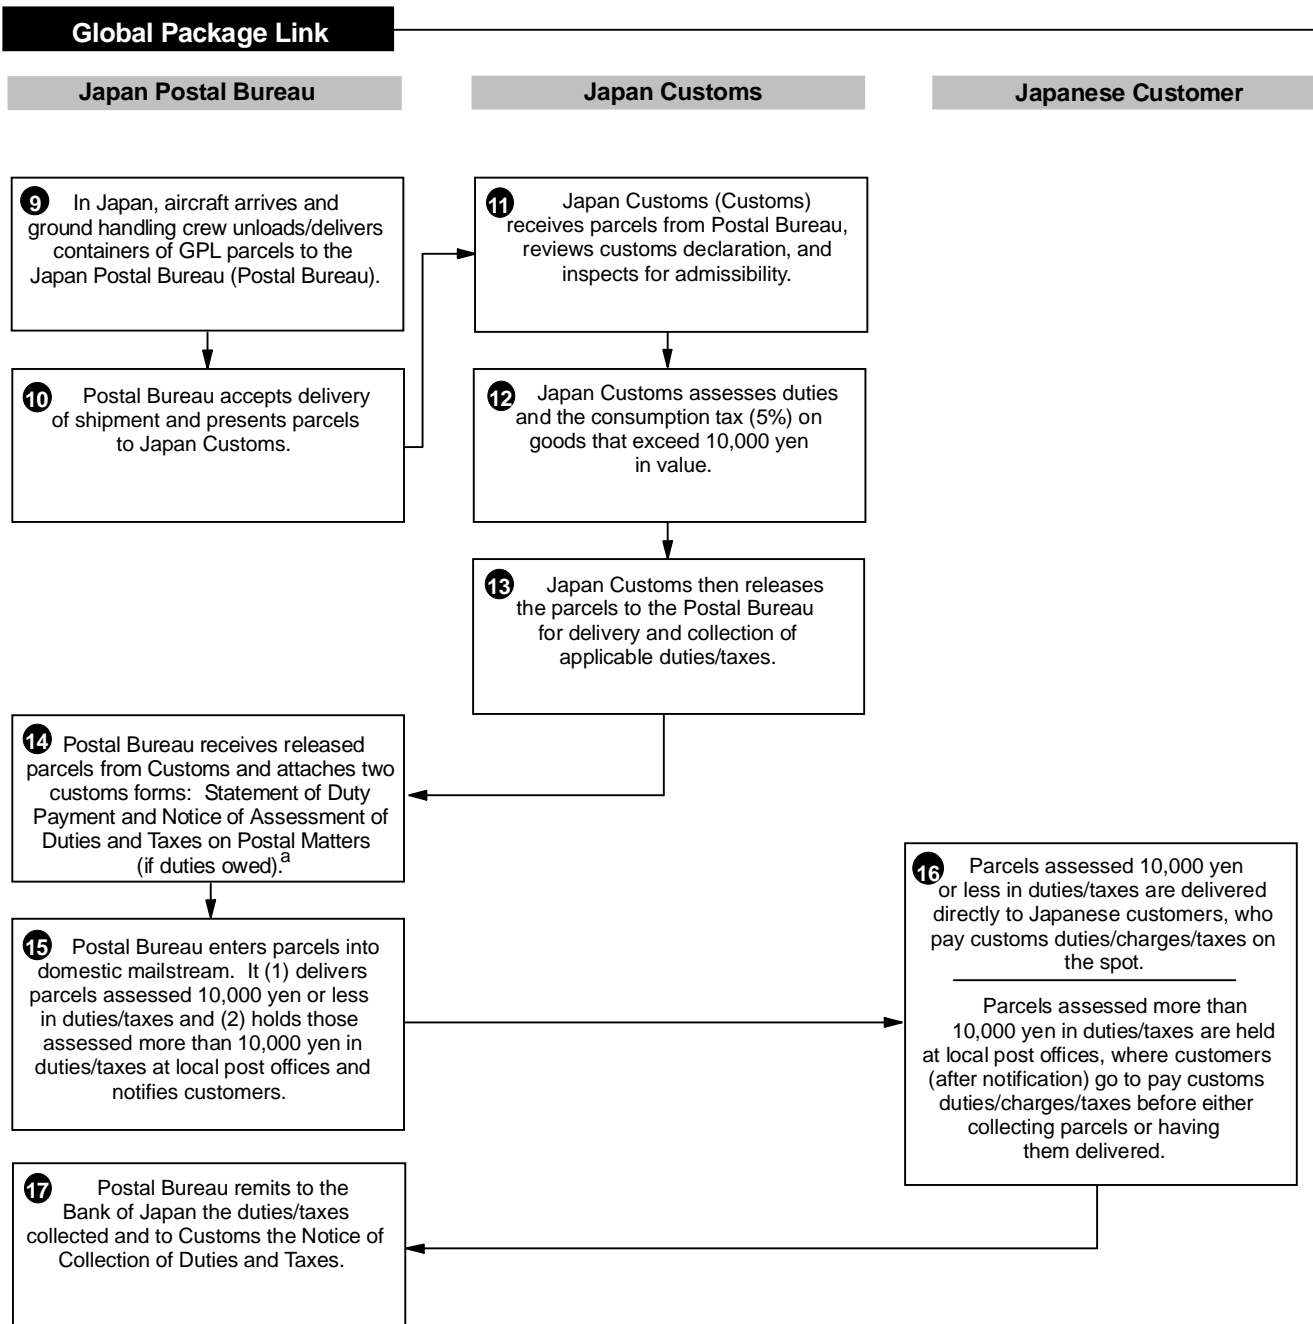 Global Package Link
Japan Postal Bureau
Japan Customs
Japanese Customer
9 In Japan, aircraft arrives and
ground handling crew unloads/delivers
containers of GPL parcels to the
Japan Postal Bureau (Postal Bureau).
10 Postal Bureau accepts delivery
of shipment and presents parcels
to Japan Customs.
11 Japan Customs (Customs)
receives parcels from Postal Bureau,
reviews customs declaration, and
inspects for admissibility.
12 Japan Customs assesses duties
and the consumption tax (5%) on
goods that exceed 10,000 yen
in value.
13 Japan Customs then releases
the parcels to the Postal Bureau
for delivery and collection of
applicable duties/taxes.
14 Postal Bureau receives released
parcels from Customs and attaches two
customs forms: Statement of Duty
Payment and Notice of Assessment of
Duties and Taxes on Postal Matters
(if duties owed).a
15 Postal Bureau enters parcels into
domestic mailstream. It (1) delivers
parcels assessed 10,000 yen or less
in duties/taxes and (2) holds those
assessed more than 10,000 yen in
duties/taxes at local post offices and
notifies customers.
16 Parcels assessed 10,000 yen
or less in duties/taxes are delivered
directly to Japanese customers, who
pay customs duties/charges/taxes on
the spot.
Parcels assessed more than
10,000 yen in duties/taxes are held
at local post offices, where customers
(after notification) go to pay customs
duties/charges/taxes before either
collecting parcels or having
them delivered.
17 Postal Bureau remits to the
Bank of Japan the duties/taxes
collected and to Customs the Notice of
Collection of Duties and Taxes.